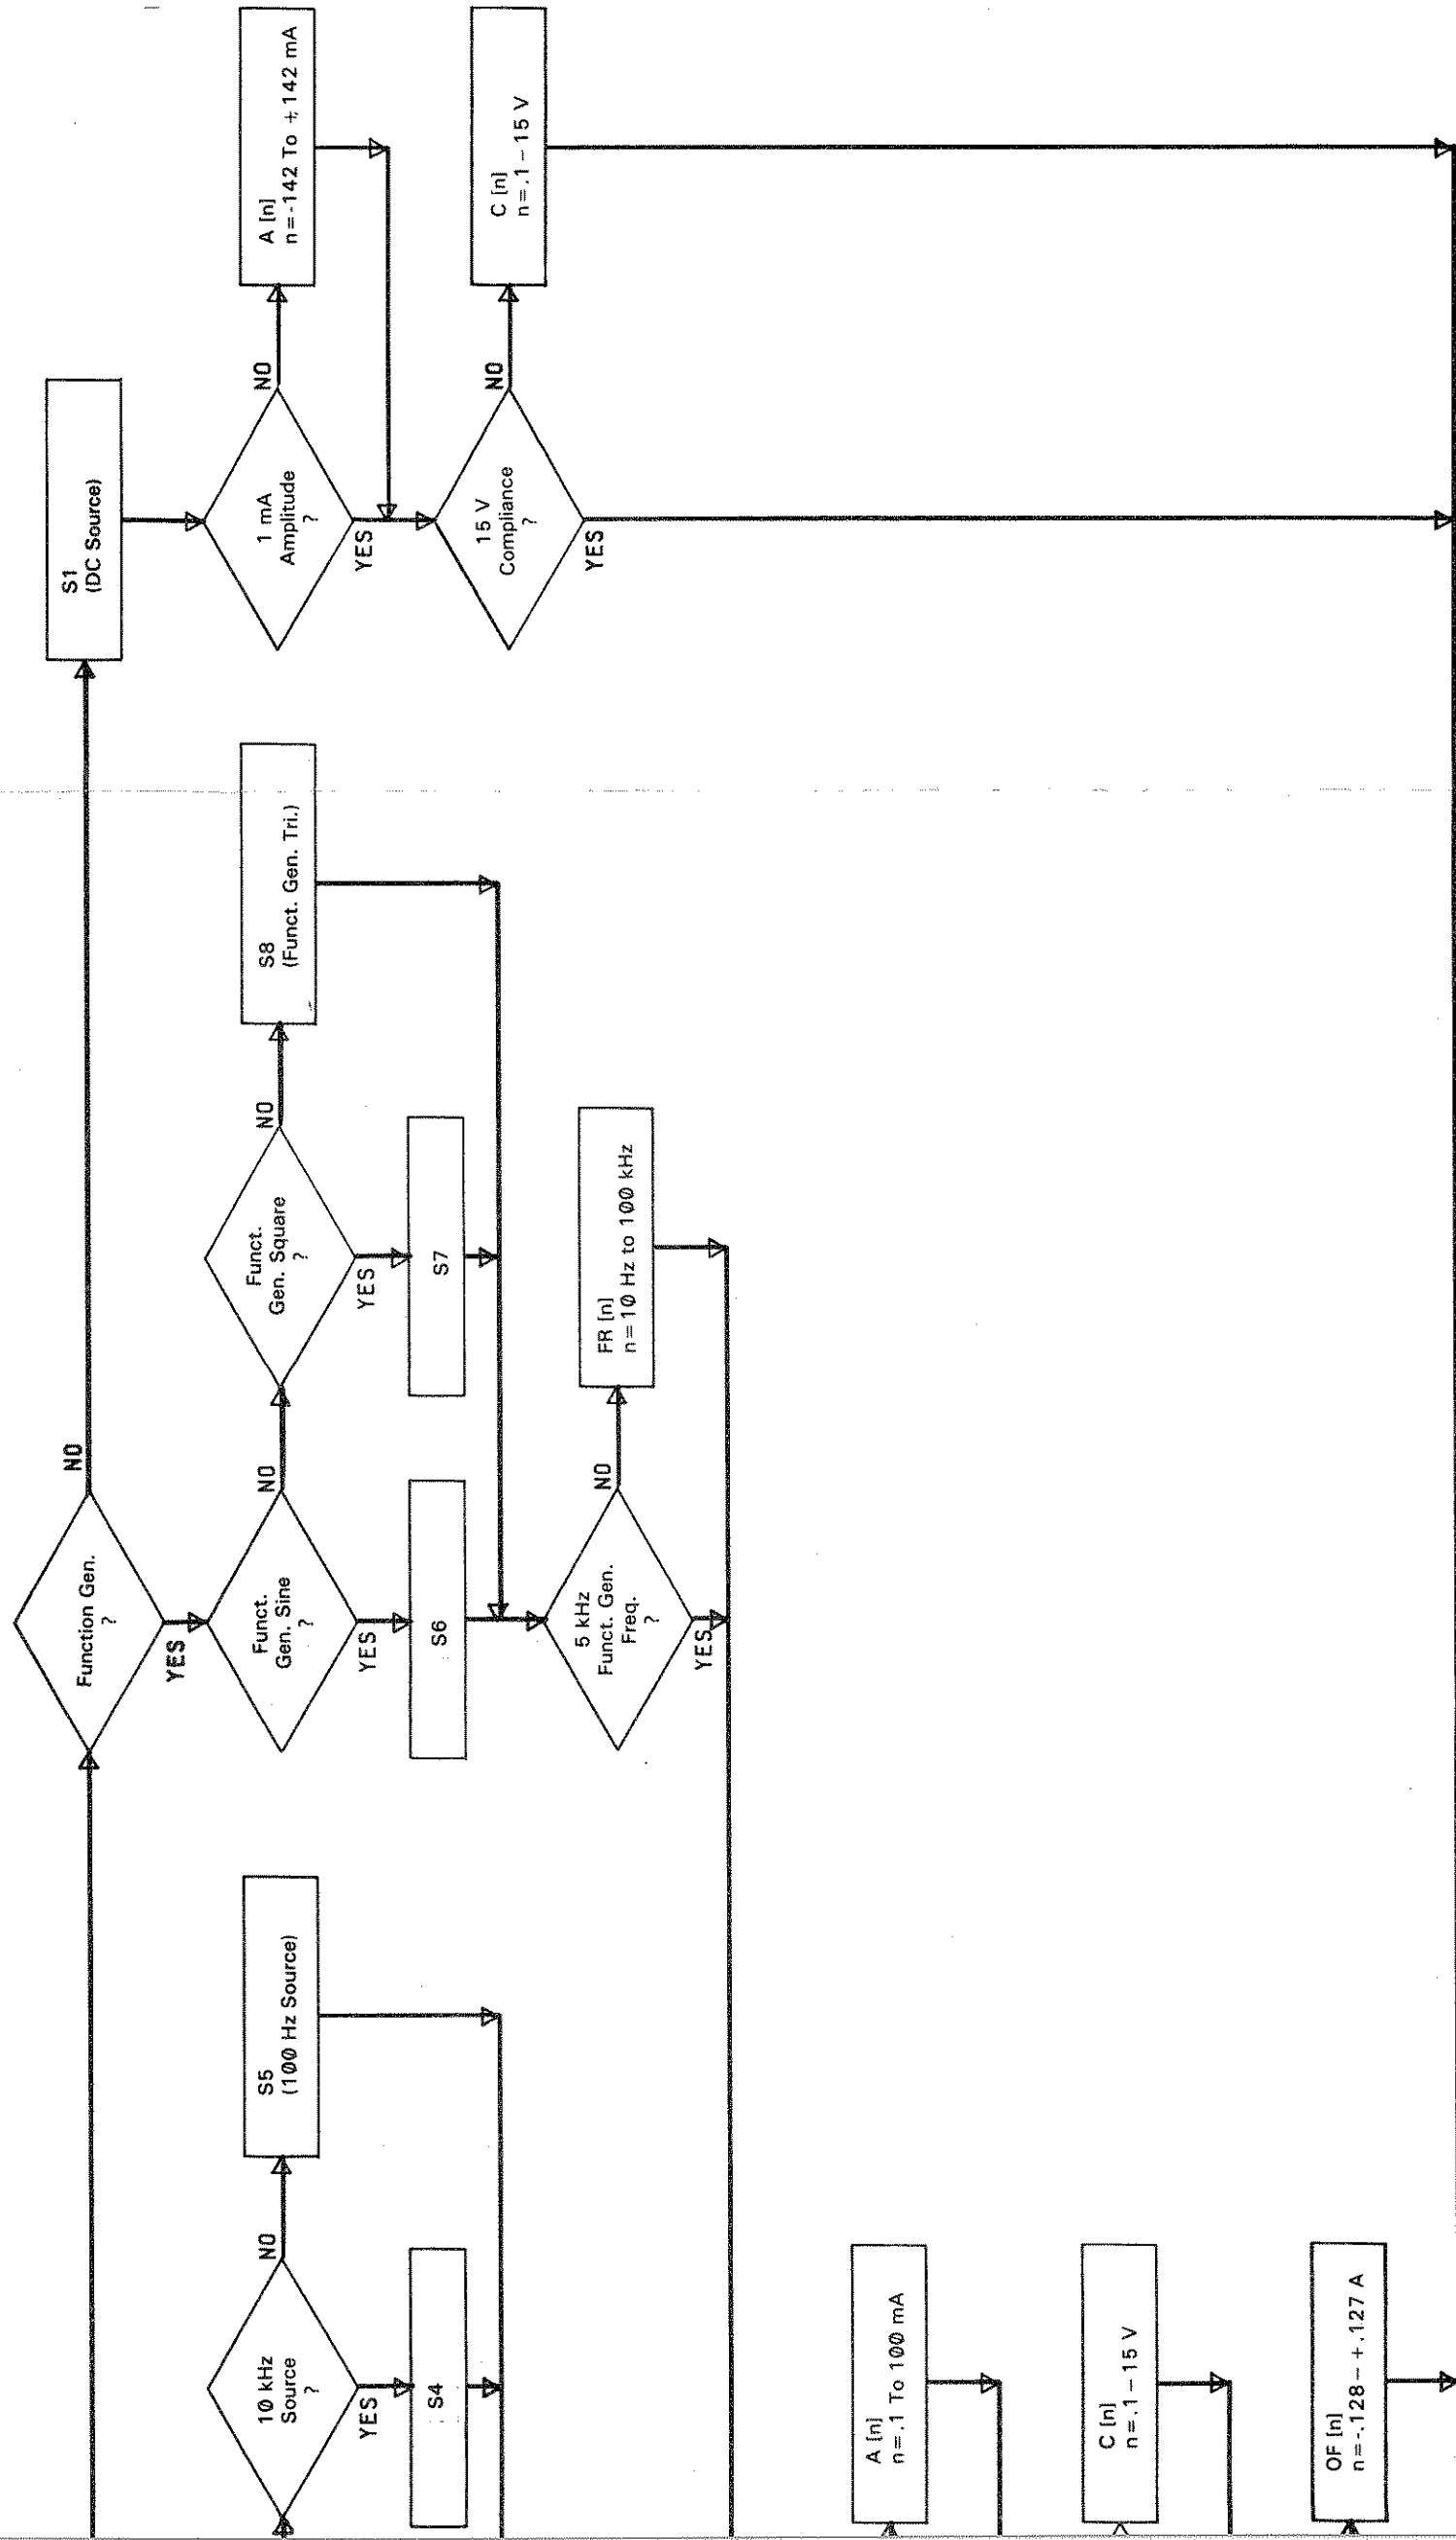 Function Gen.
?
NO
YES
S1
(DC Source)
10 kHz
Source
?
NO
YES
S5
(100 Hz Source)
S4
Funct.
Gen. Sine
?
NO
YES
S6
Funct.
Gen. Square
?
NO
YES
S7
S8
(Funct. Gen. Tri.)
1 mA
Amplitude
?
NO
YES
A [n]
n=-142 To +,142 mA
15 V
Compliance
?
NO
YES
C [n]
n=.1–15 V
5 kHz
Funct. Gen.
Freq.
?
NO
YES
FR [n]
n=10 Hz to 100 kHz
A [n]
n=.1 To 100 mA
C [n]
n=.1–15 V
OF [n]
n=-.128– +.127 A